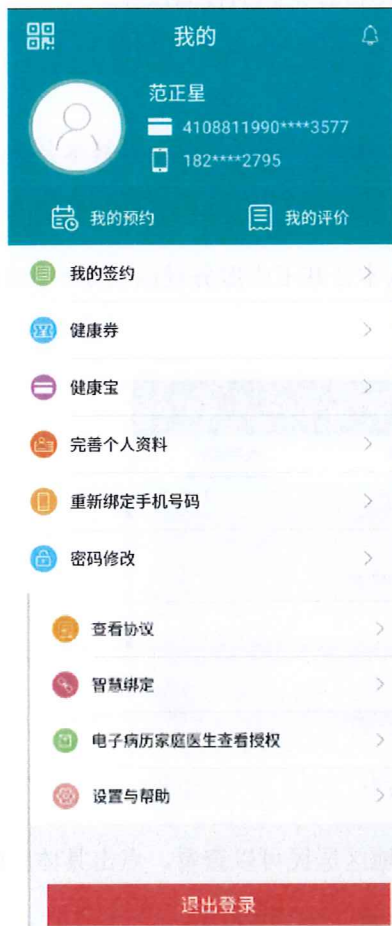 我的
范正星
4108811990****3577
182****2795
我的预约
我的评价
我的签约
健康券
健康宝
完善个人资料
重新绑定手机号码
密码修改
查看协议
智慧绑定
电子病历家庭医生查看授权
设置与帮助
退出登录